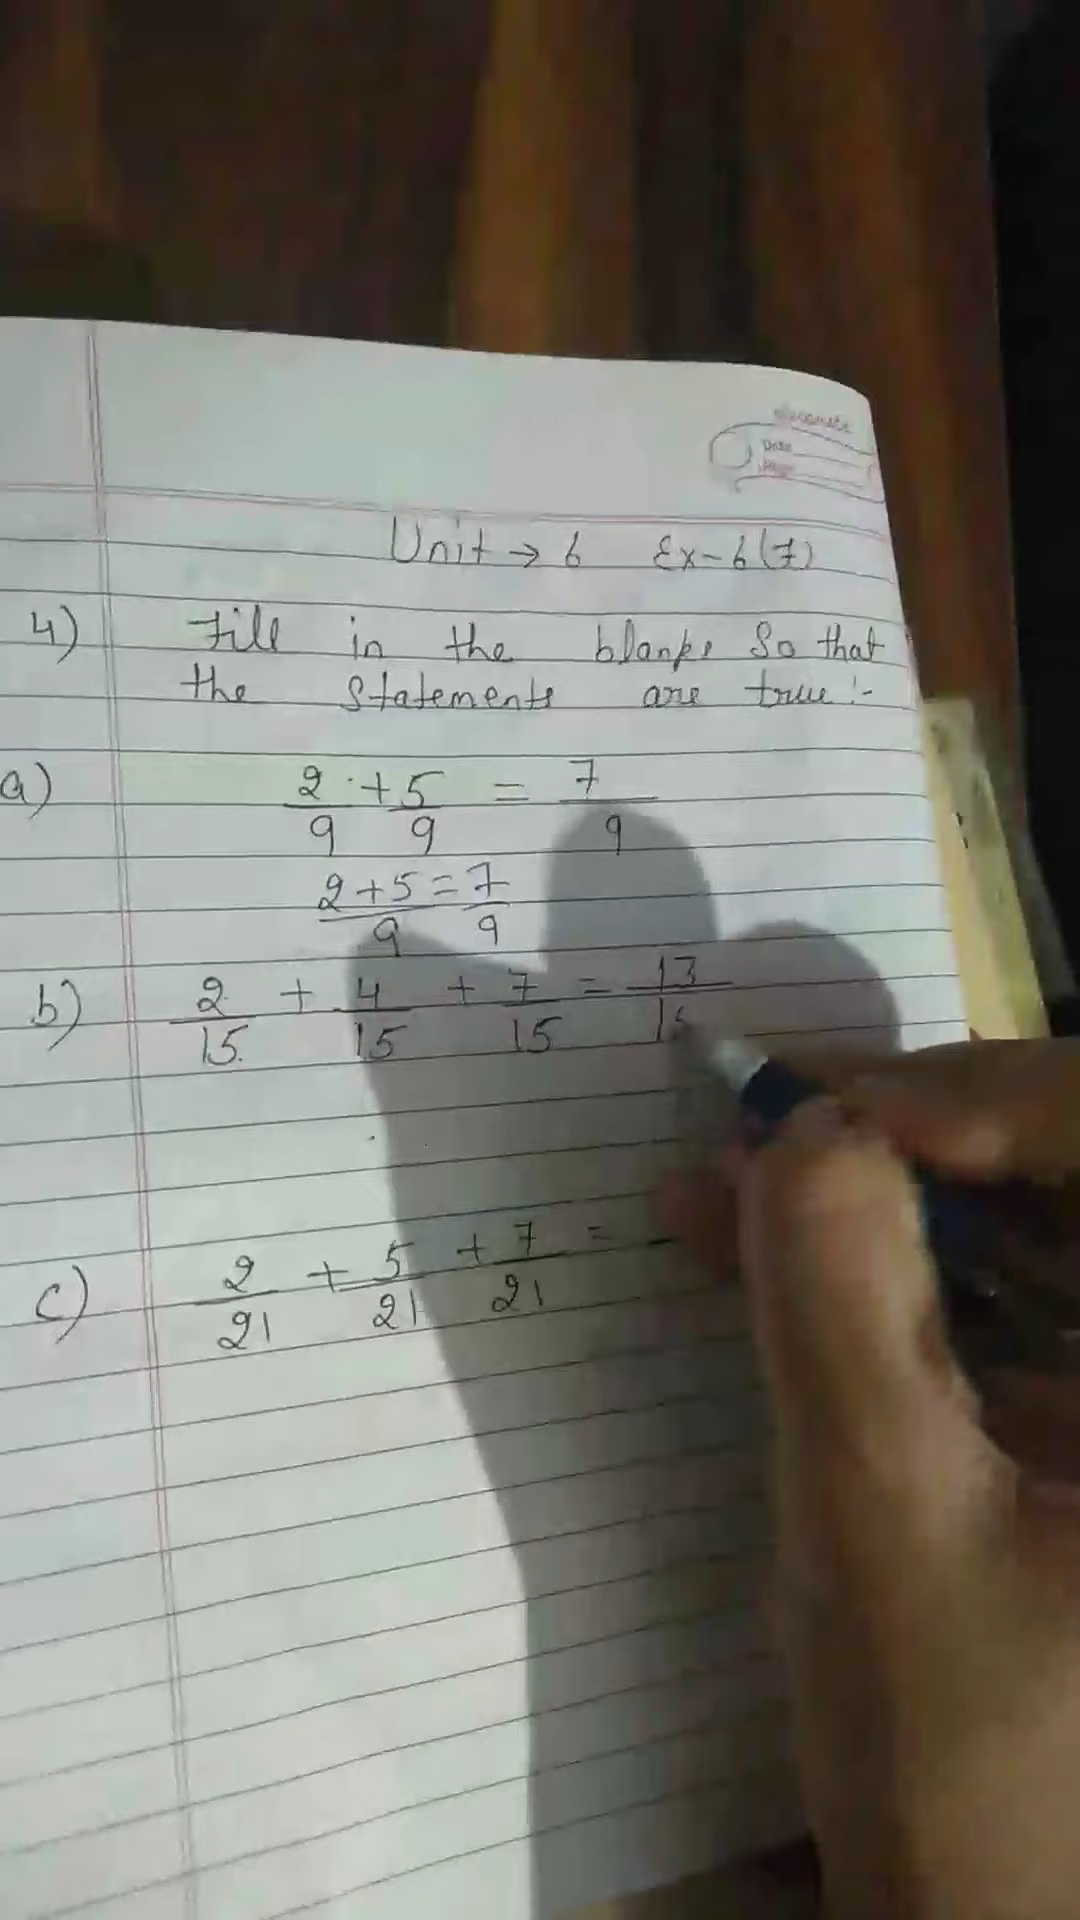 Unit → 6 Ex-6(7)
4) Fill in the blanks So that
the statements are true:-
a) 2/9 + 5/9 = 7/9
2+5/9 = 7/9
b) 2/15 + 4/15 + 7/15 = 13/15
c) 2/21 + 5/21 + 7/21 =